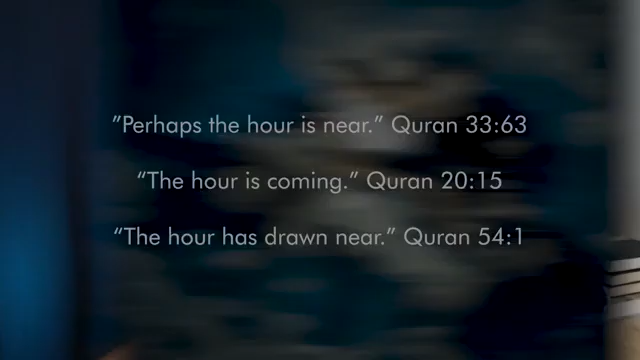 ”Perhaps the hour is near.” Quran 33:63
“The hour is coming.” Quran 20:15
“The hour has drawn near.” Quran 54:1